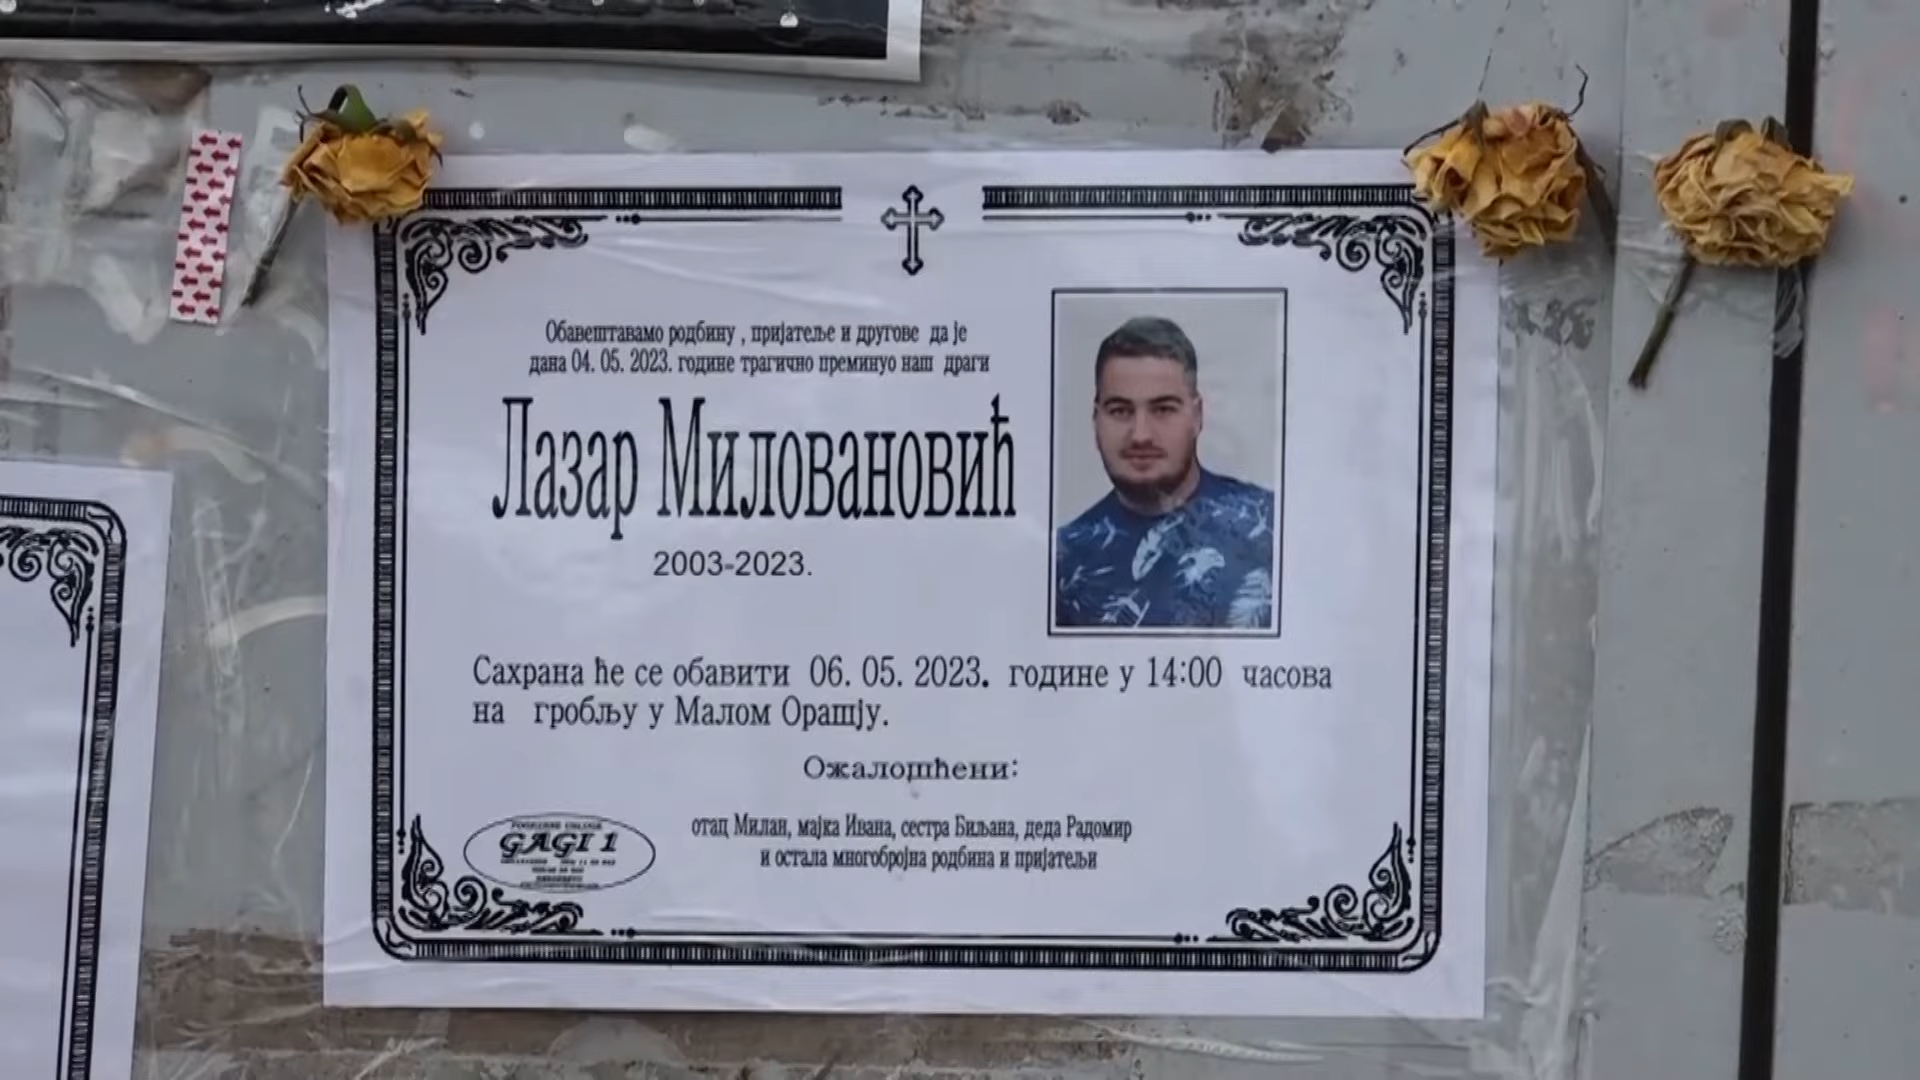 Обавештавамо родбину , пријатеље и другове да је
дана 04. 05. 2023. године трагично преминуо наш драги
Лазар Миловановић
2003-2023.
Сахрана ће се обавити 06. 05. 2023. године у 14:00 часова
на гробљу у Малом Орашју.
Ожалошћени:
отац Милан, мајка Ивана, сестра Биљана, деда Радомир
и остала многобројна родбина и пријатељи
POGREBNE USLUGE
GAGI 1